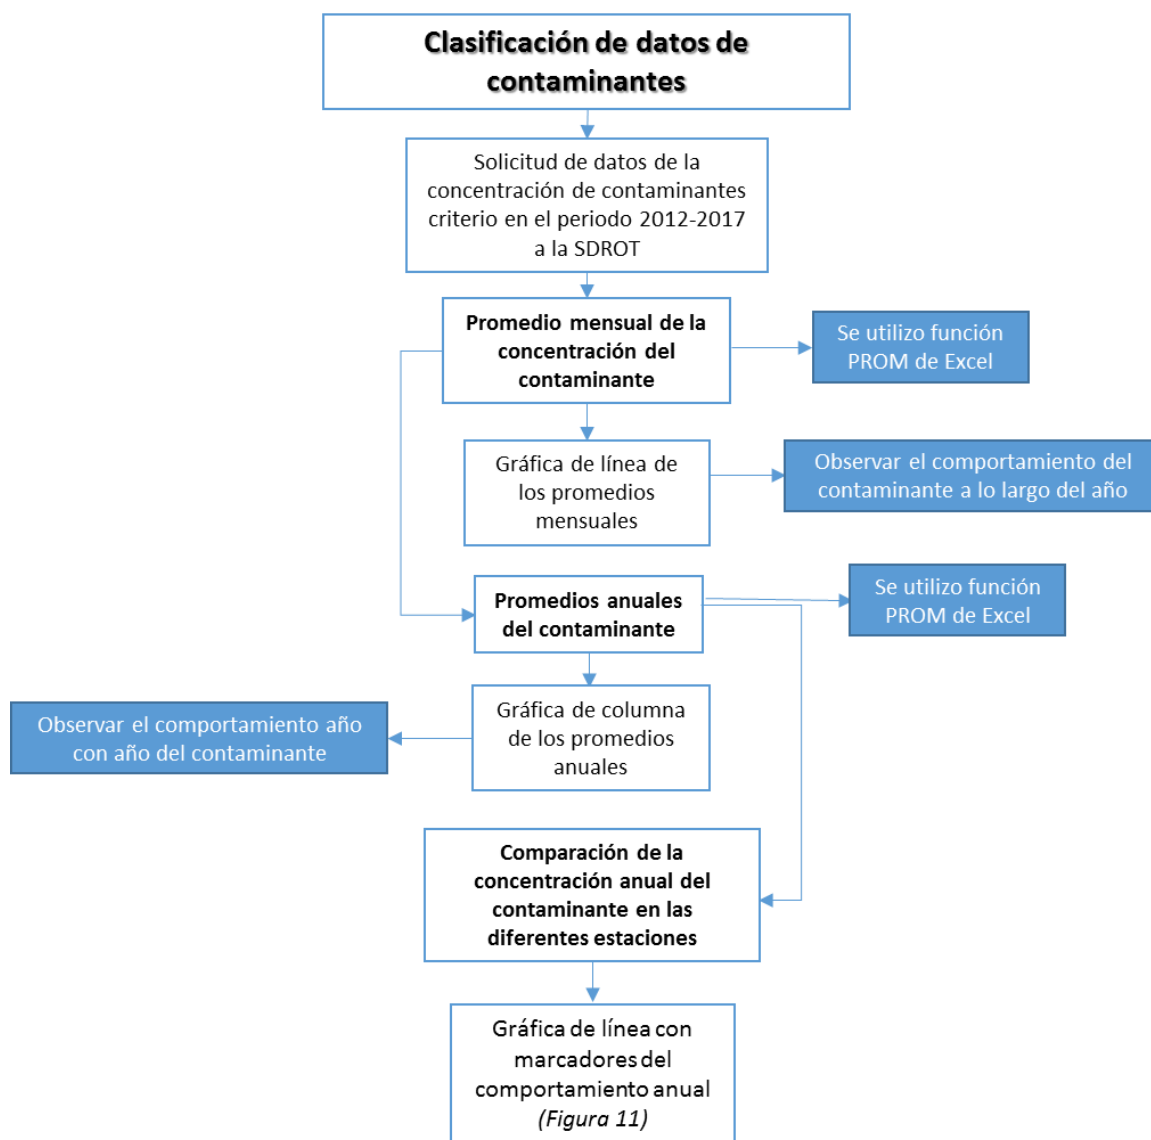 Clasificación de datos de
contaminantes
Solicitud de datos de la
concentración de contaminantes
criterio en el periodo 2012-2017
a la SDROT
Promedio mensual de la
concentración del
contaminante
Se utilizo función
PROM de Excel
Gráfica de línea de
los promedios
mensuales
Observar el comportamiento del
contaminante a lo largo del año
Promedios anuales
del contaminante
Se utilizo función
PROM de Excel
Gráfica de columna
de los promedios
anuales
Observar el comportamiento año
con año del contaminante
Comparación de la
concentración anual del
contaminante en las
diferentes estaciones
Gráfica de línea con
marcadores del
comportamiento anual
(Figura 11)